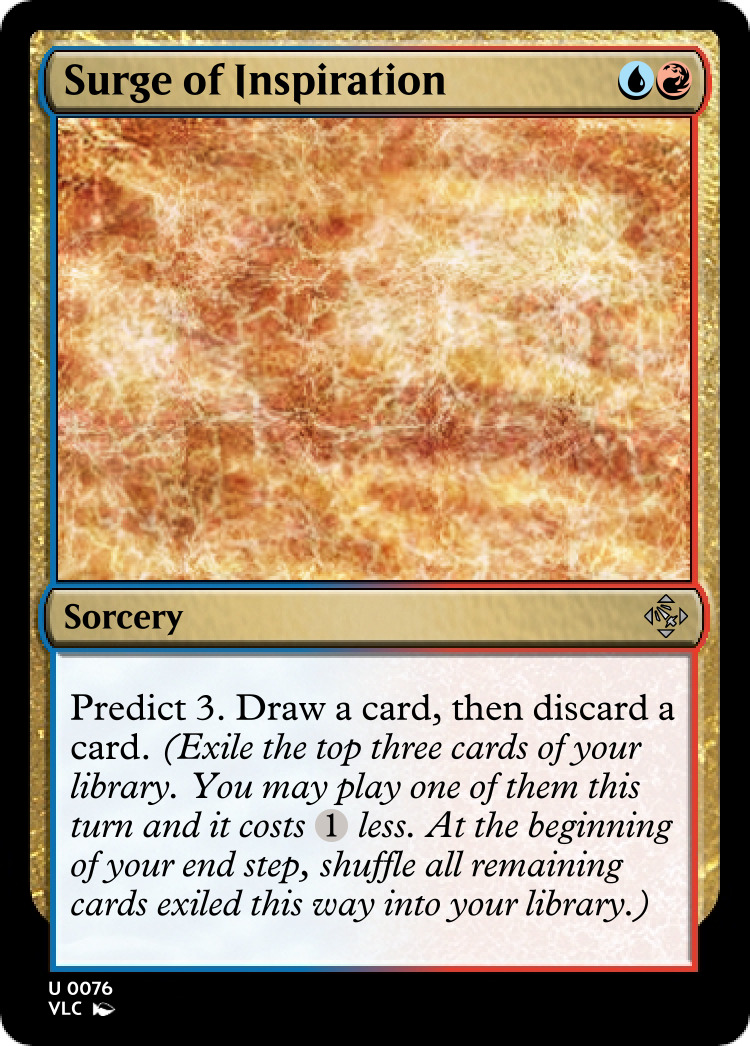 Surge of Inspiration
Sorcery
Predict 3. Draw a card, then discard a
card. (Exile the top three cards of your
library. You may play one of them this
turn and it costs 1 less. At the beginning
of your end step, shuffle all remaining
cards exiled this way into your library.)
U 0076
VLC